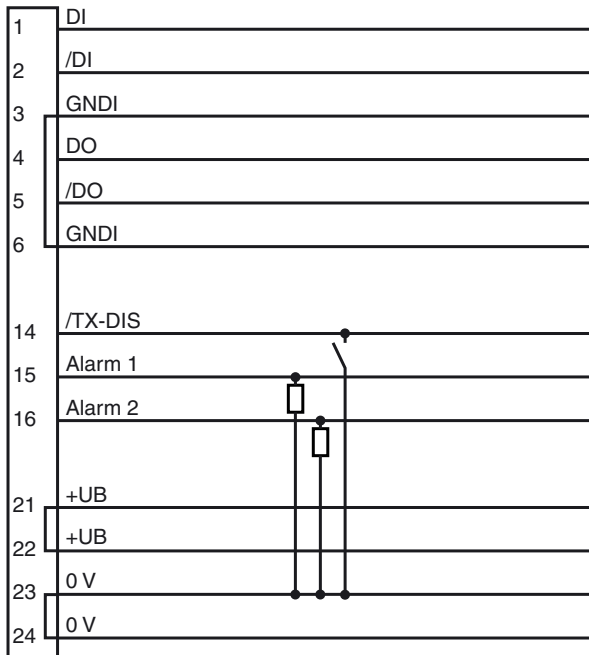 1 DI
2 /DI
3 GNDI
4 DO
5 /DO
6 GNDI
14 /TX-DIS
15 Alarm 1
16 Alarm 2
21 +UB
22 +UB
23 0 V
24 0 V